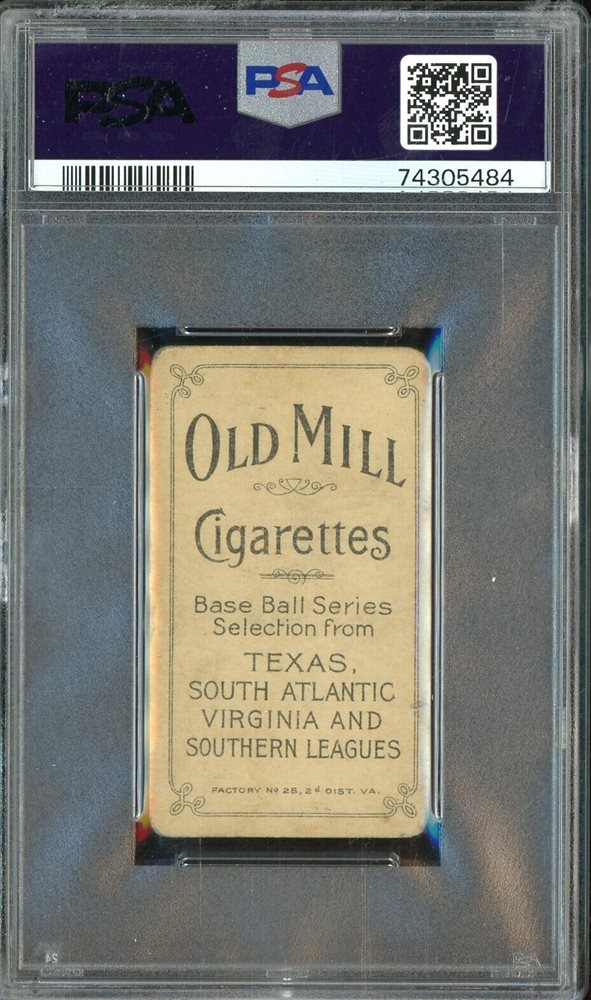 PSA
PSA
74305484
OLD MILL
Cigarettes
Base Ball Series
Selection from
TEXAS,
SOUTH ATLANTIC
VIRGINIA AND
SOUTHERN LEAGUES
FACTORY No 25, 2d DIST. VA.